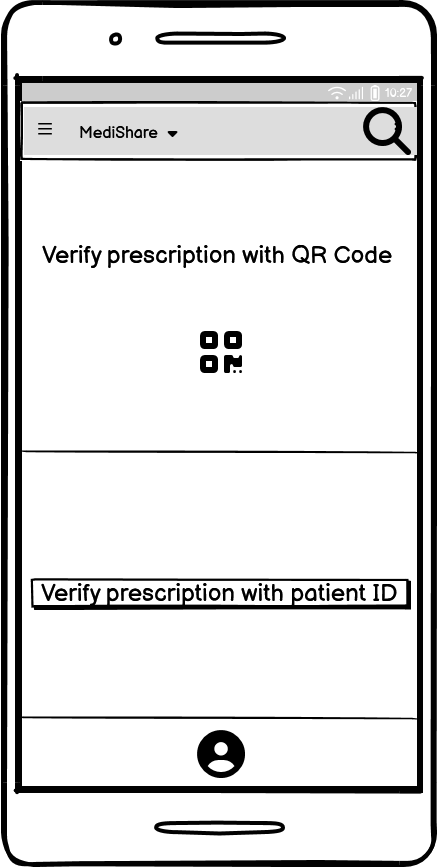 10:27
MediShare
Verify prescription with QR Code
Verify prescription with patient ID